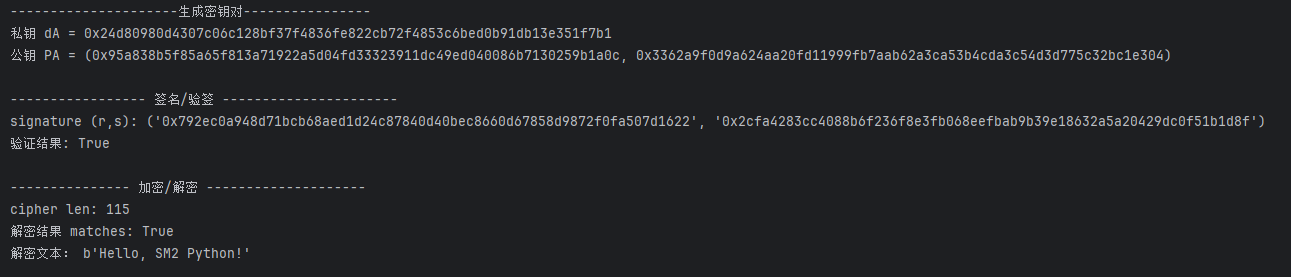 ---------------------生成密钥对----------------
私钥 dA = 0x24d80980d4307c06c128bf37f4836fe822cb72f4853c6bed0b91db13e351f7b1
公钥 PA = (0x95a838b5f85a65f813a71922a5d04fd33323911dc49ed040086b7130259b1a0c, 0x3362a9f0d9a624aa20fd11999fb7aab62a3ca53b4cda3c54d3d775c32bc1e304)
----------------- 签名/验签 ----------------------
signature (r,s): ('0x792ec0a948d71bcb68aed1d24c87840d40bec8660d67858d9872f0fa507d1622', '0x2cfa4283cc4088b6f236f8e3fb068eefbab9b39e18632a5a20429dc0f51b1d8f')
验证结果: True
--------------- 加密/解密 --------------------
cipher len: 115
解密结果 matches: True
解密文本: b'Hello, SM2 Python!'